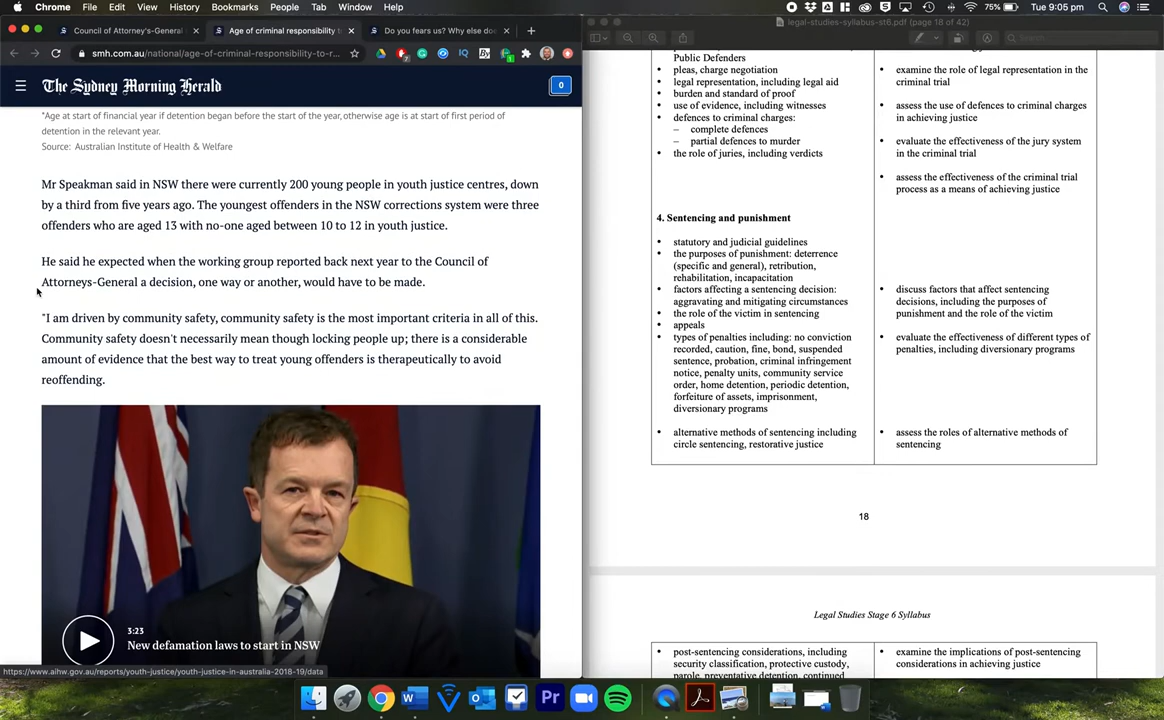 Chrome File Edit View History Bookmarks People Tab Window Help
75% Tue 9:05 pm
Council of Attorney's-General
Age of criminal responsibility t
Do you fears us? Why else doe
smh.com.au/national/age-of-criminal-responsibility-to-r...
The Sydney Morning Herald
0
*Age at start of financial year if detention began before the start of the year, otherwise age is at start of first period of
detention in the relevant year.
Source: Australian Institute of Health & Welfare
Mr Speakman said in NSW there were currently 200 young people in youth justice centres, down
by a third from five years ago. The youngest offenders in the NSW corrections system were three
offenders who are aged 13 with no-one aged between 10 to 12 in youth justice.
He said he expected when the working group reported back next year to the Council of
Attorneys-General a decision, one way or another, would have to be made.
"I am driven by community safety, community safety is the most important criteria in all of this.
Community safety doesn't necessarily mean though locking people up; there is a considerable
amount of evidence that the best way to treat young offenders is therapeutically to avoid
reoffending.
3:23
New defamation laws to start in NSW
https://www.aihw.gov.au/reports/youth-justice/youth-justice-in-australia-2018-19/data
legal-studies-syllabus-st6.pdf (page 18 of 42)
Search
Public Defenders
• pleas, charge negotiation
• legal representation, including legal aid
• burden and standard of proof
• use of evidence, including witnesses
• defences to criminal charges:
– complete defences
– partial defences to murder
• the role of juries, including verdicts
• examine the role of legal representation in the
criminal trial
• assess the use of defences to criminal charges
in achieving justice
• evaluate the effectiveness of the jury system
in the criminal trial
• assess the effectiveness of the criminal trial
process as a means of achieving justice
4. Sentencing and punishment
• statutory and judicial guidelines
• the purposes of punishment: deterrence
(specific and general), retribution,
rehabilitation, incapacitation
• factors affecting a sentencing decision:
aggravating and mitigating circumstances
• the role of the victim in sentencing
• appeals
• types of penalties including: no conviction
recorded, caution, fine, bond, suspended
sentence, probation, criminal infringement
notice, penalty units, community service
order, home detention, periodic detention,
forfeiture of assets, imprisonment,
diversionary programs
• alternative methods of sentencing including
circle sentencing, restorative justice
• discuss factors that affect sentencing
decisions, including the purposes of
punishment and the role of the victim
• evaluate the effectiveness of different types of
penalties, including diversionary programs
• assess the roles of alternative methods of
sentencing
18
Legal Studies Stage 6 Syllabus
• post-sentencing considerations, including
security classification, protective custody,
parole, preventative detention, continued
• examine the implications of post-sentencing
considerations in achieving justice
Pr